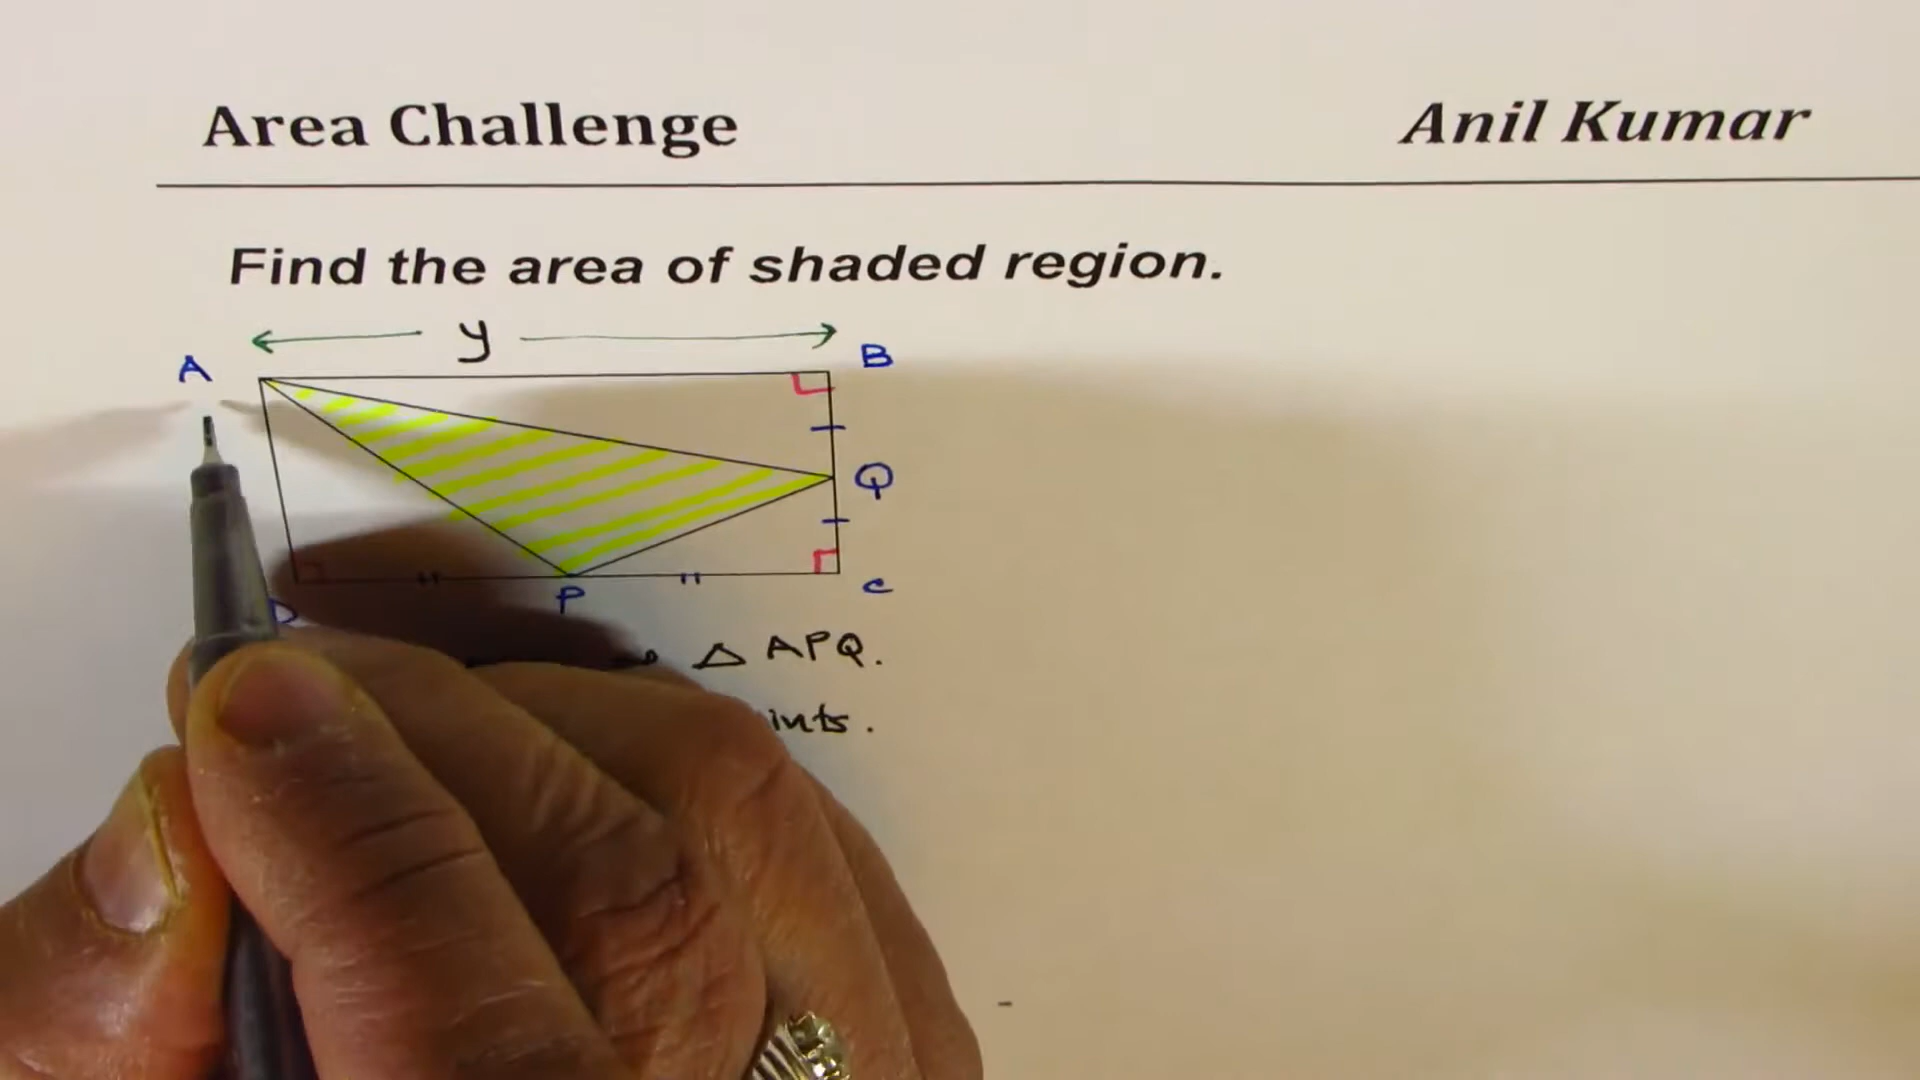 Area Challenge
Anil Kumar
Find the area of shaded region.
y
A
B
Q
C
D
P
△ APQ.
ints.